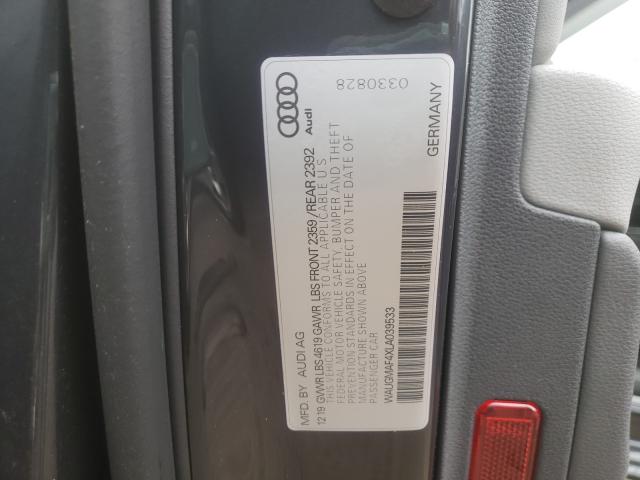 Audi
0330828
MFD. BY AUDI AG
12 19 GVWR LBS 4619 GAWR LBS FRONT 2359 / REAR 2392
THIS VEHICLE CONFORMS TO ALL APPLICABLE U S
FEDERAL MOTOR VEHICLE SAFETY, BUMPER AND THEFT
PREVENTION STANDARDS IN EFFECT ON THE DATE OF
MANUFACTURE SHOWN ABOVE
PASSENGER CAR
WAUGMAF4XLA039533
GERMANY